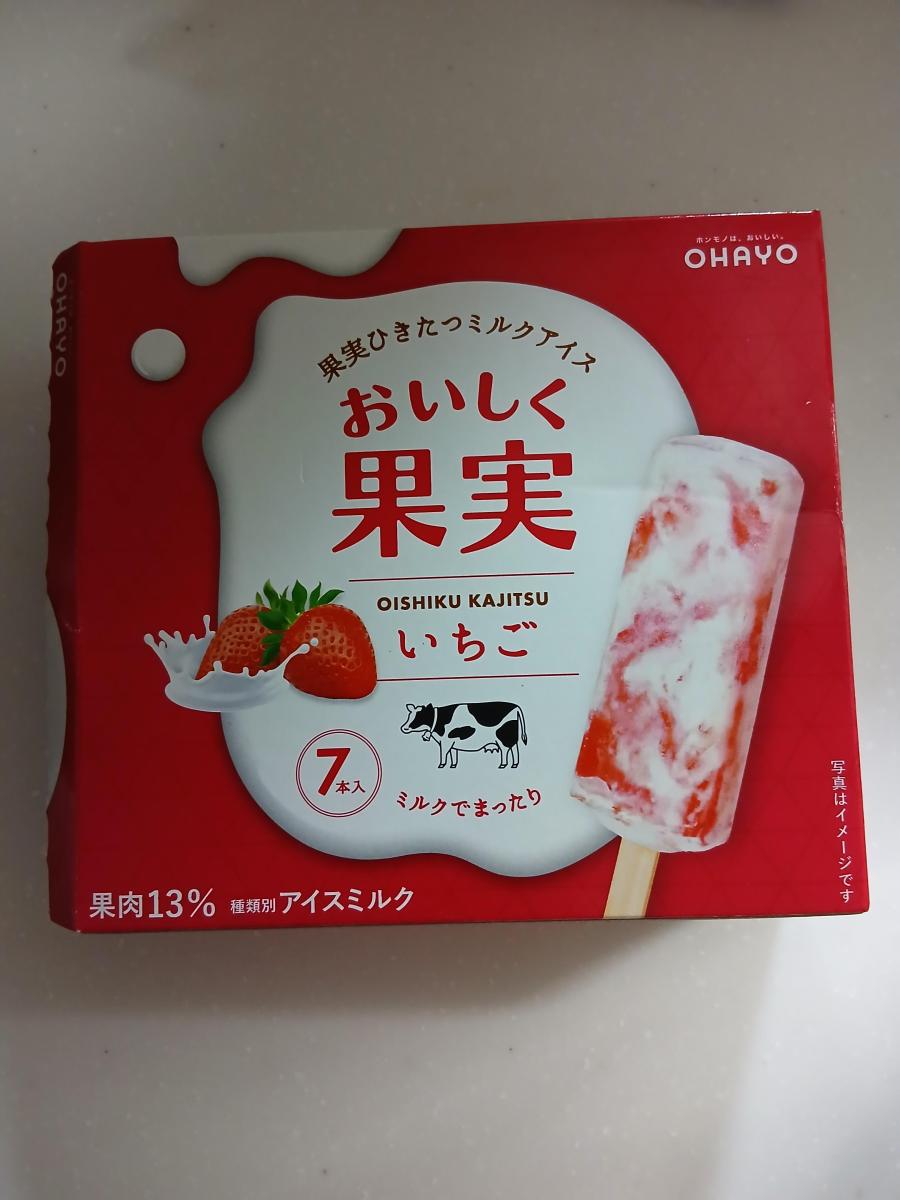 ホンモノは、おいしい。
OHAYO
OHAYO
果実ひきたつミルクアイス
おいしく
果実
OISHIKU KAJITSU
いちご
7本入
ミルクでまったり
写真はイメージです
果肉13% 種類別アイスミルク